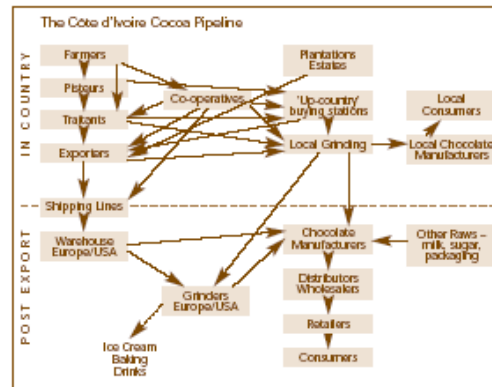 The Côte d'Ivoire Cocoa Pipeline
IN COUNTRY
Farmers
Pisteurs
Traitants
Exporters
Co-operatives
Plantations
Estates
'Up-country'
buying stations
Local Grinding
Local
Consumers
Local Chocolate
Manufacturers
Shipping Lines
POST EXPORT
Warehouse
Europe/USA
Grinders
Europe/USA
Ice Cream
Baking
Drinks
Chocolate
Manufacturers
Other Raws –
milk, sugar,
packaging
Distributors
Wholesalers
Retailers
Consumers